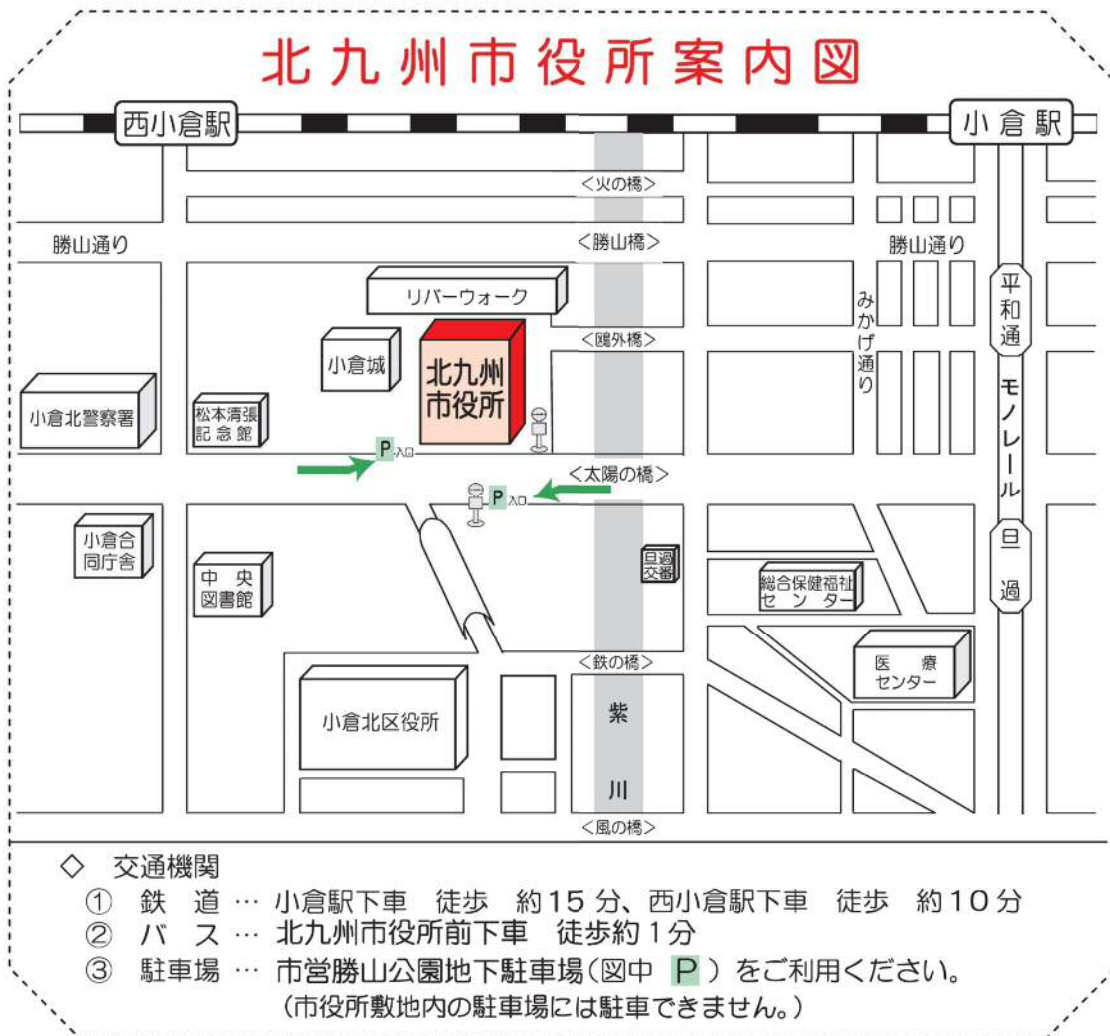 北九州市役所案内図
西小倉駅
小倉駅
<火の橋>
勝山通り
<勝山橋>
勝山通り
リバーウォーク
平和通
みかげ通り
<鴎外橋>
小倉城
北九州
市役所
小倉北警察署
松本清張
記念館
モノレール
P 入口
<太陽の橋>
P 入口
旦過
小倉合
同庁舎
中央
図書館
旦過
交番
総合保健福祉
センター
<鉄の橋>
医療
センター
小倉北区役所
紫川
<風の橋>
◇ 交通機関
① 鉄道 … 小倉駅下車 徒歩 約15分、西小倉駅下車 徒歩 約10分
② バス … 北九州市役所前下車 徒歩約1分
③ 駐車場 … 市営勝山公園地下駐車場(図中 P )をご利用ください。
(市役所敷地内の駐車場には駐車できません。)